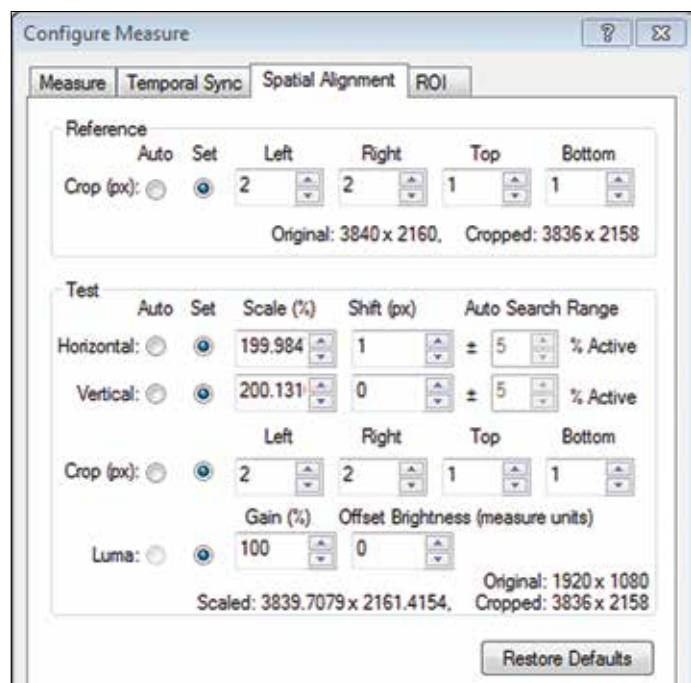 Configure Measure
Measure Temporal Sync Spatial Alignment ROI
Reference
Auto Set Left Right Top Bottom
Crop (px): 2 2 1 1
Original: 3840 x 2160, Cropped: 3836 x 2158
Test
Auto Set Scale (%) Shift (px) Auto Search Range
Horizontal: 199.984 1 ± 5 % Active
Vertical: 200.131 0 ± 5 % Active
Left Right Top Bottom
Crop (px): 2 2 1 1
Gain (%) Offset Brightness (measure units)
Luma: 100 0
Original: 1920 x 1080
Scaled: 3839.7079 x 2161.4154, Cropped: 3836 x 2158
Restore Defaults